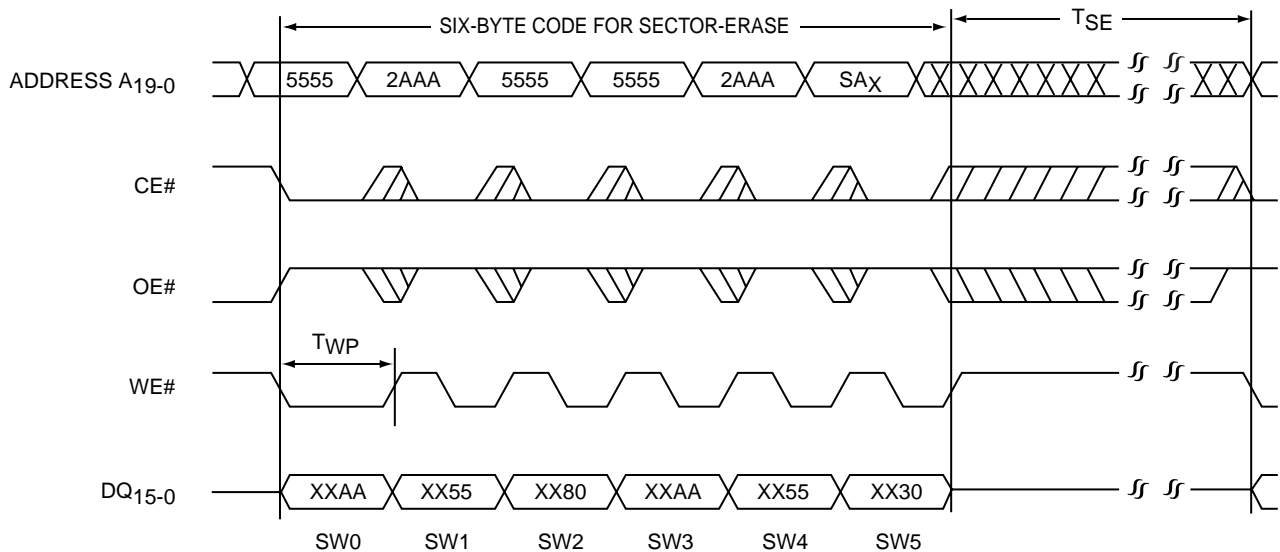 SIX-BYTE CODE FOR SECTOR-ERASE
TSE
ADDRESS A19-0
5555 2AAA 5555 5555 2AAA SAX
CE#
OE#
TWP
WE#
DQ15-0
XXAA XX55 XX80 XXAA XX55 XX30
SW0 SW1 SW2 SW3 SW4 SW5